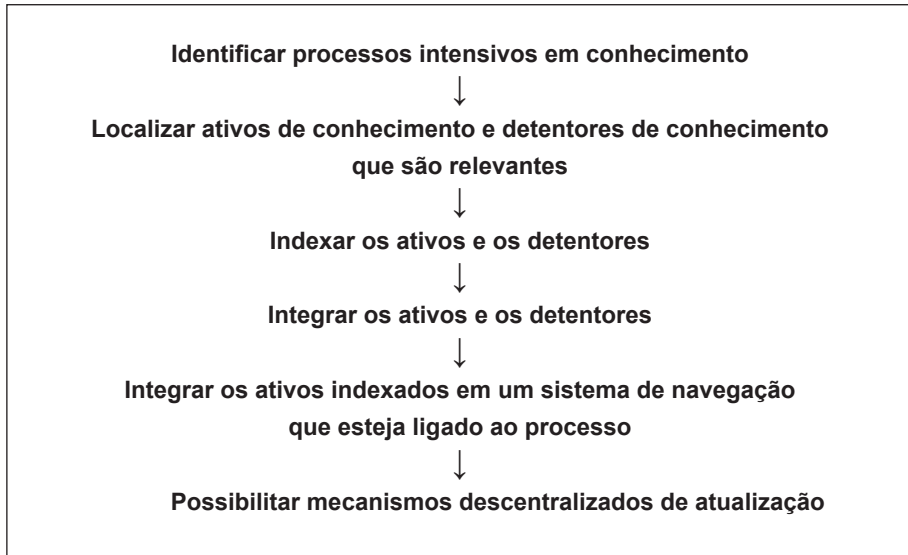 Identificar processos intensivos em conhecimento
↓
Localizar ativos de conhecimento e detentores de conhecimento
que são relevantes
↓
Indexar os ativos e os detentores
↓
Integrar os ativos e os detentores
↓
Integrar os ativos indexados em um sistema de navegação
que esteja ligado ao processo
↓
Possibilitar mecanismos descentralizados de atualização